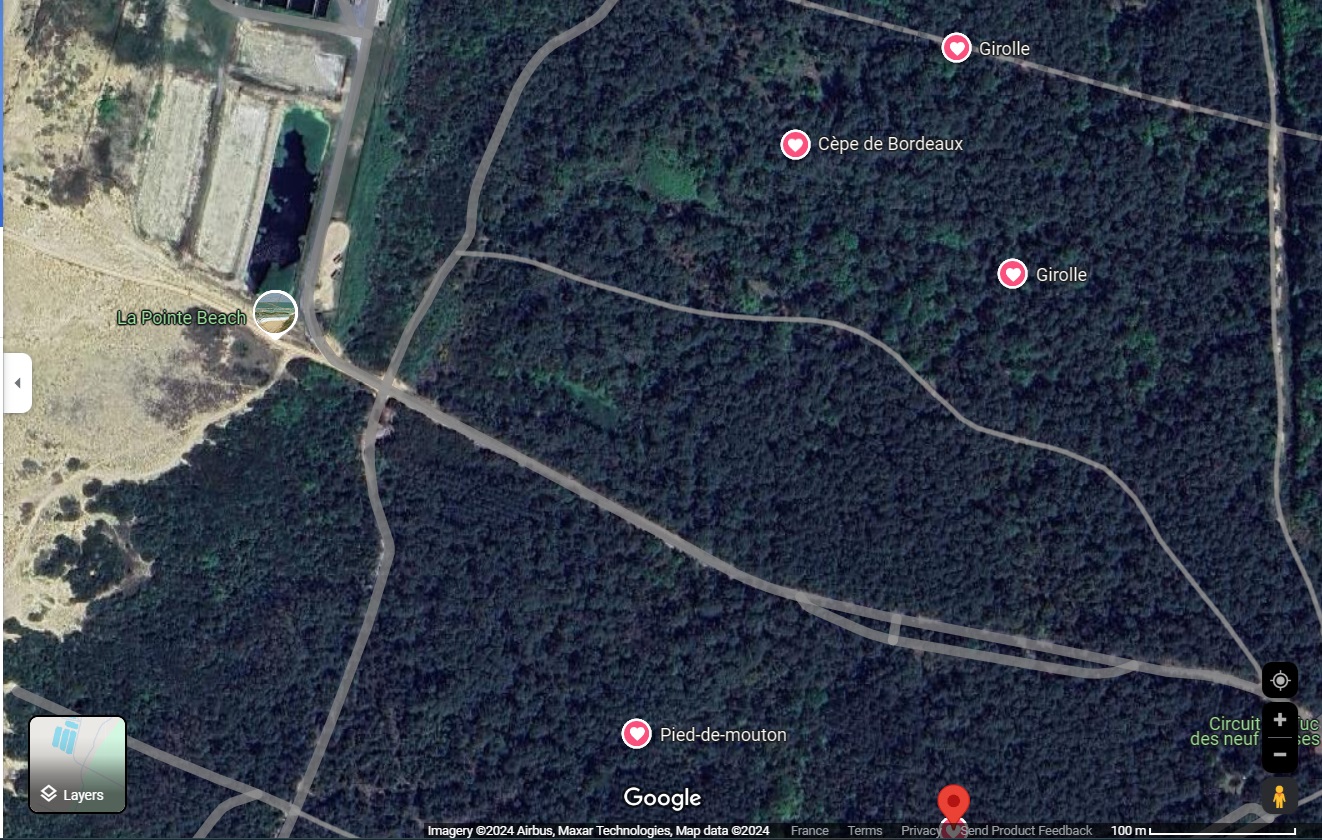 Girolle
Cèpe de Bordeaux
Girolle
La Pointe Beach
Pied-de-mouton
Circuit
des neuf
Layers
Google
Imagery ©2024 Airbus, Maxar Technologies, Map data ©2024 France Terms Privacy Send Product Feedback 100 m